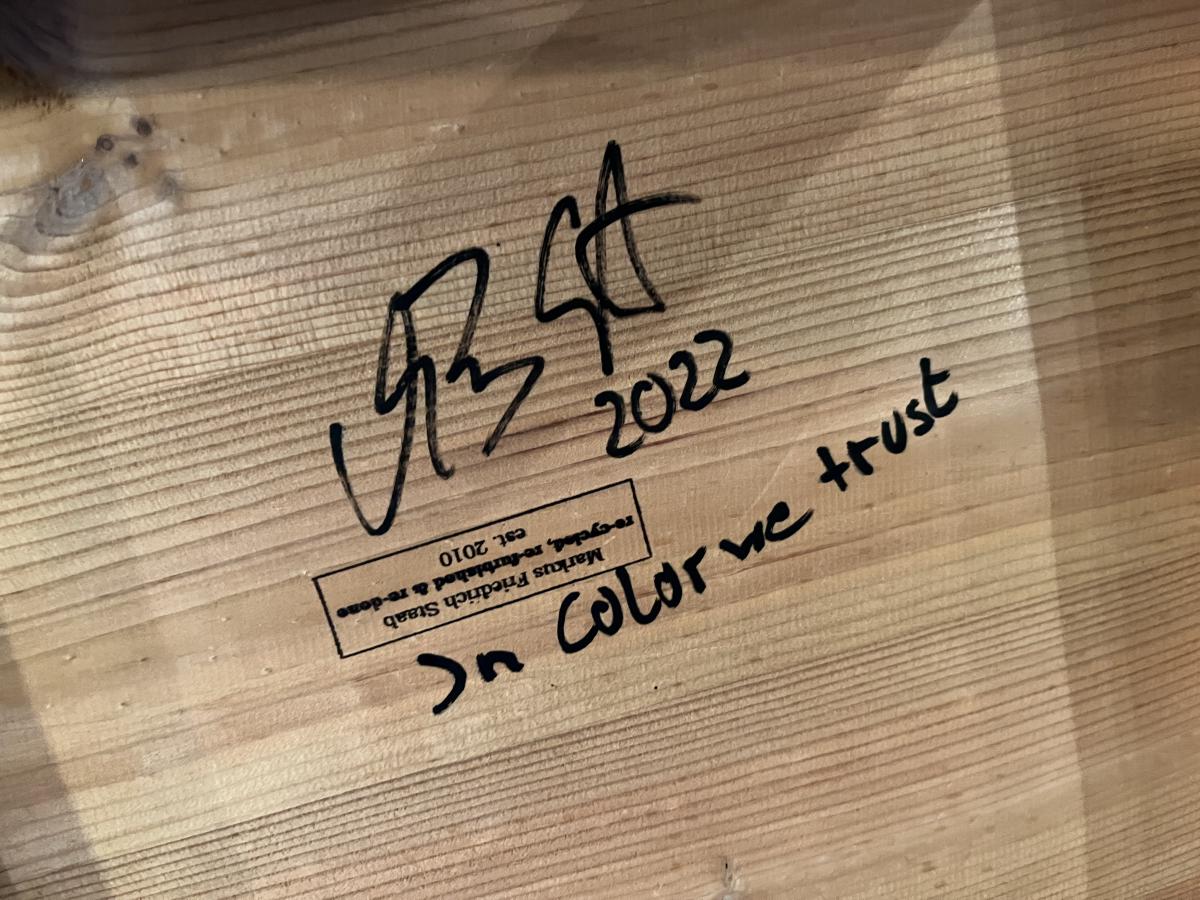 2022
In color we trust
Markus Friedrich Staab
re-cycled, re-furbished & re-done
est. 2010